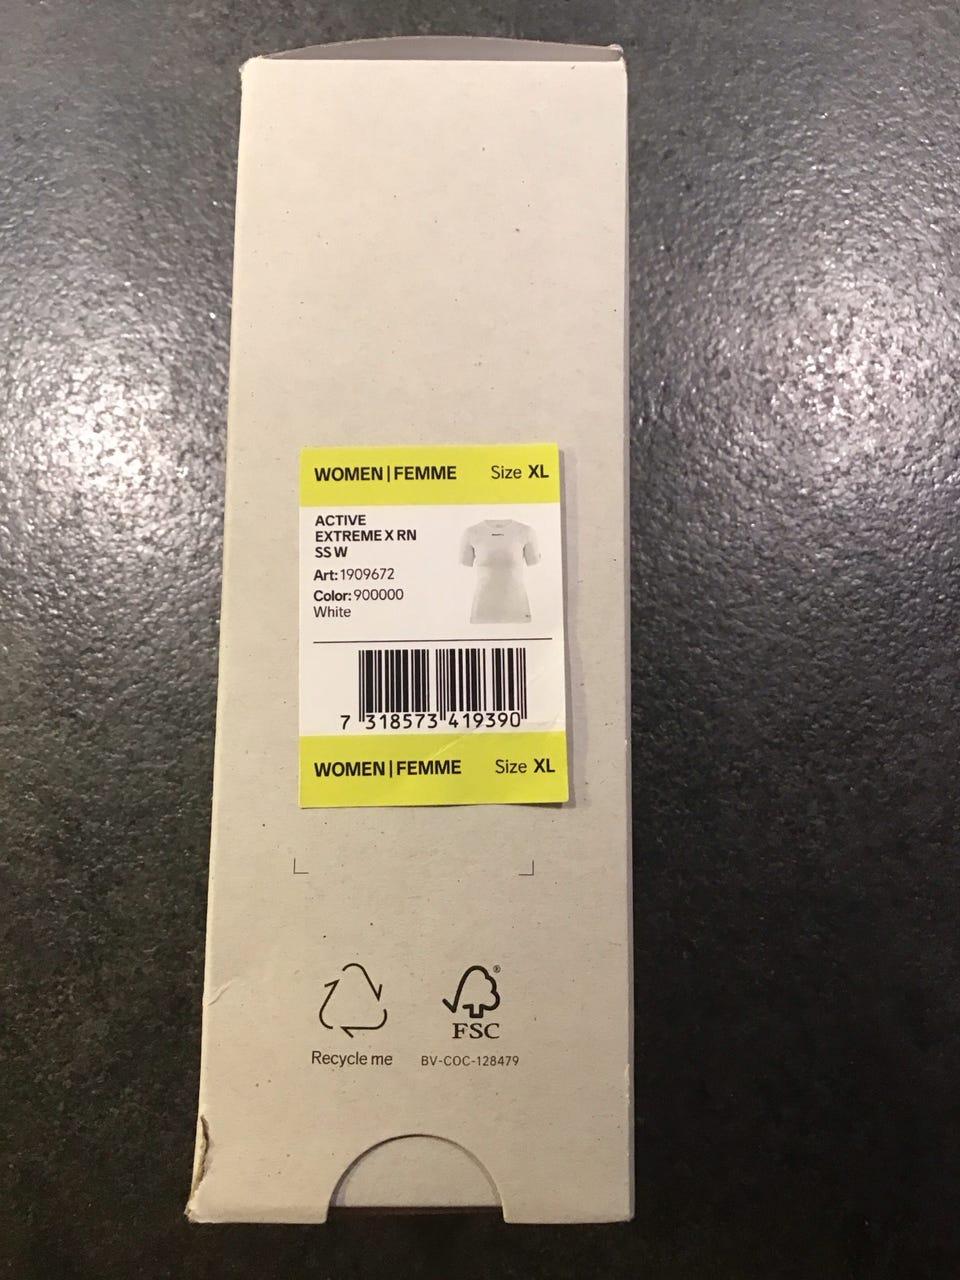 WOMEN|FEMME Size XL
ACTIVE
EXTREME X RN
SS W
Art: 1909672
Color: 900000
White
7 318573 419390
WOMEN|FEMME Size XL
®
FSC
Recycle me BV-COC-128479